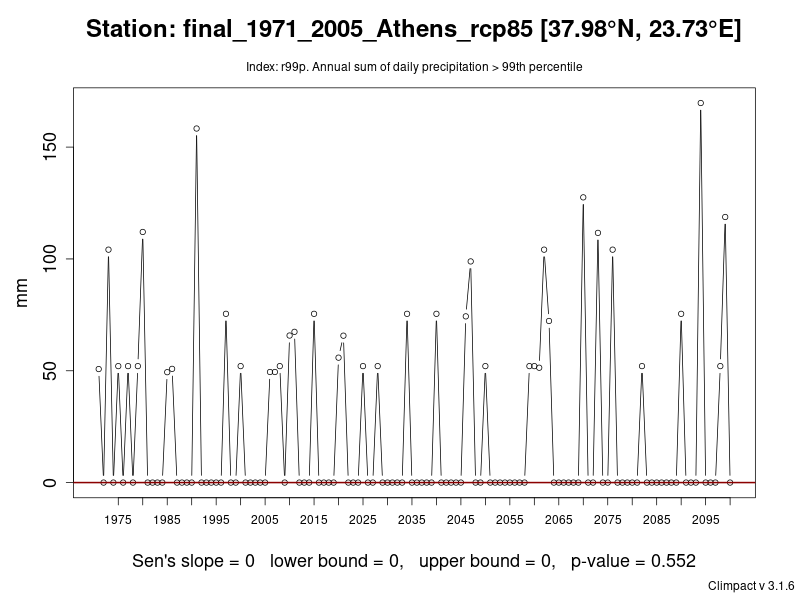 Station: final_1971_2005_Athens_rcp85 [37.98°N, 23.73°E]
Index: r99p. Annual sum of daily precipitation > 99th percentile
150
100
50
0
mm
1975 1985 1995 2005 2015 2025 2035 2045 2055 2065 2075 2085 2095
Sen's slope = 0 lower bound = 0, upper bound = 0, p-value = 0.552
Climpact v 3.1.6